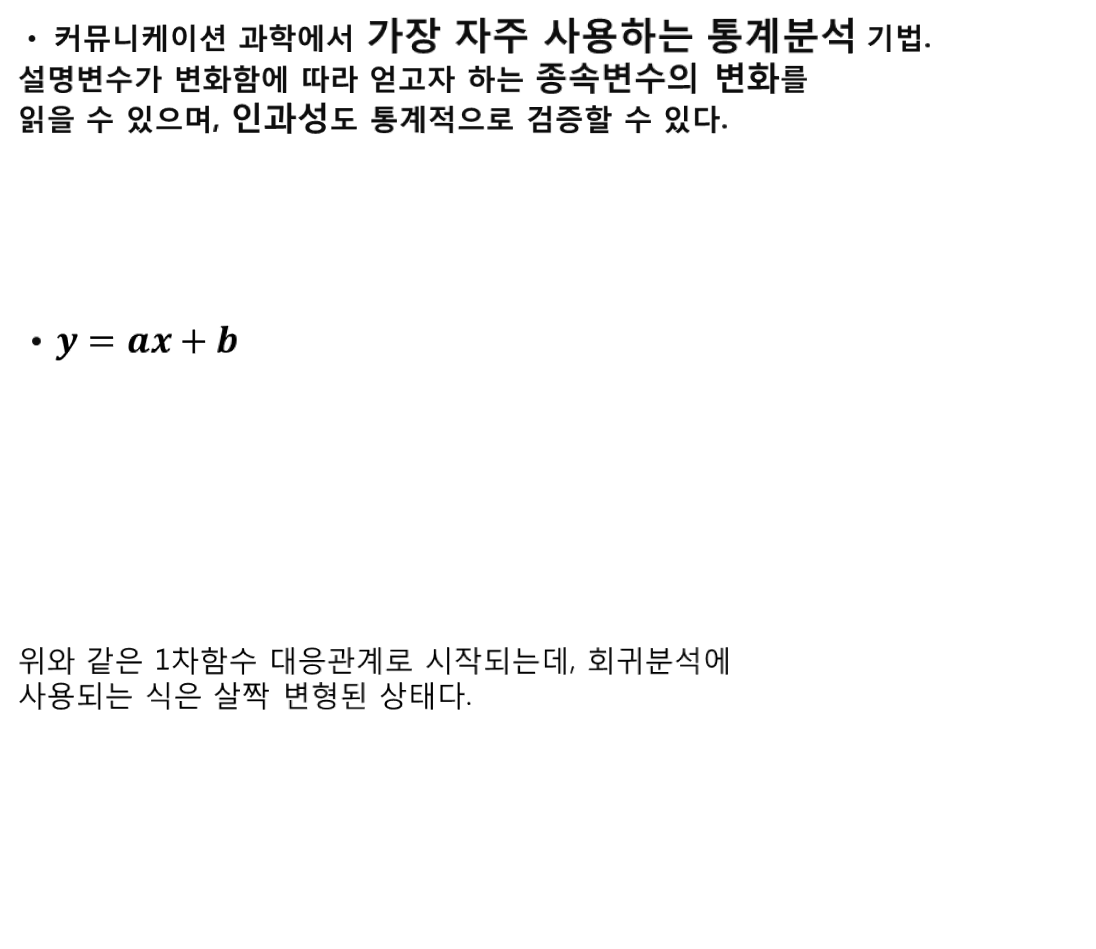 • 커뮤니케이션 과학에서 가장 자주 사용하는 통계분석 기법.
설명변수가 변화함에 따라 얻고자 하는 종속변수의 변화를
읽을 수 있으며, 인과성도 통계적으로 검증할 수 있다.
• y = ax + b
위와 같은 1차함수 대응관계로 시작되는데, 회귀분석에
사용되는 식은 살짝 변형된 상태다.